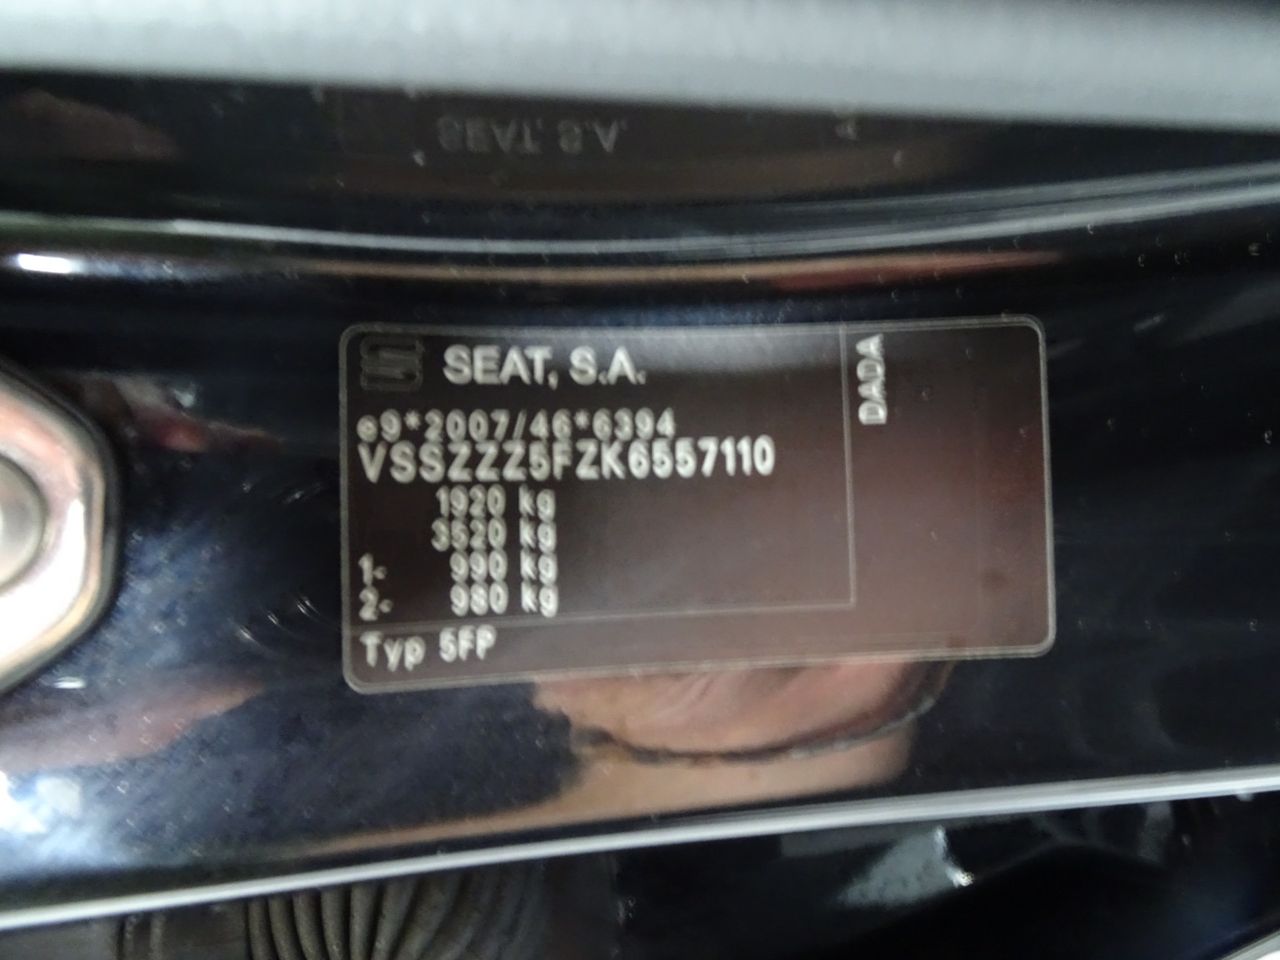 SEAT, S.A.
DADA
e9*2007/46*6394
VSSZZZ5FZK6557110
1920 kg
3520 kg
1- 990 kg
2- 980 kg
Typ 5FP